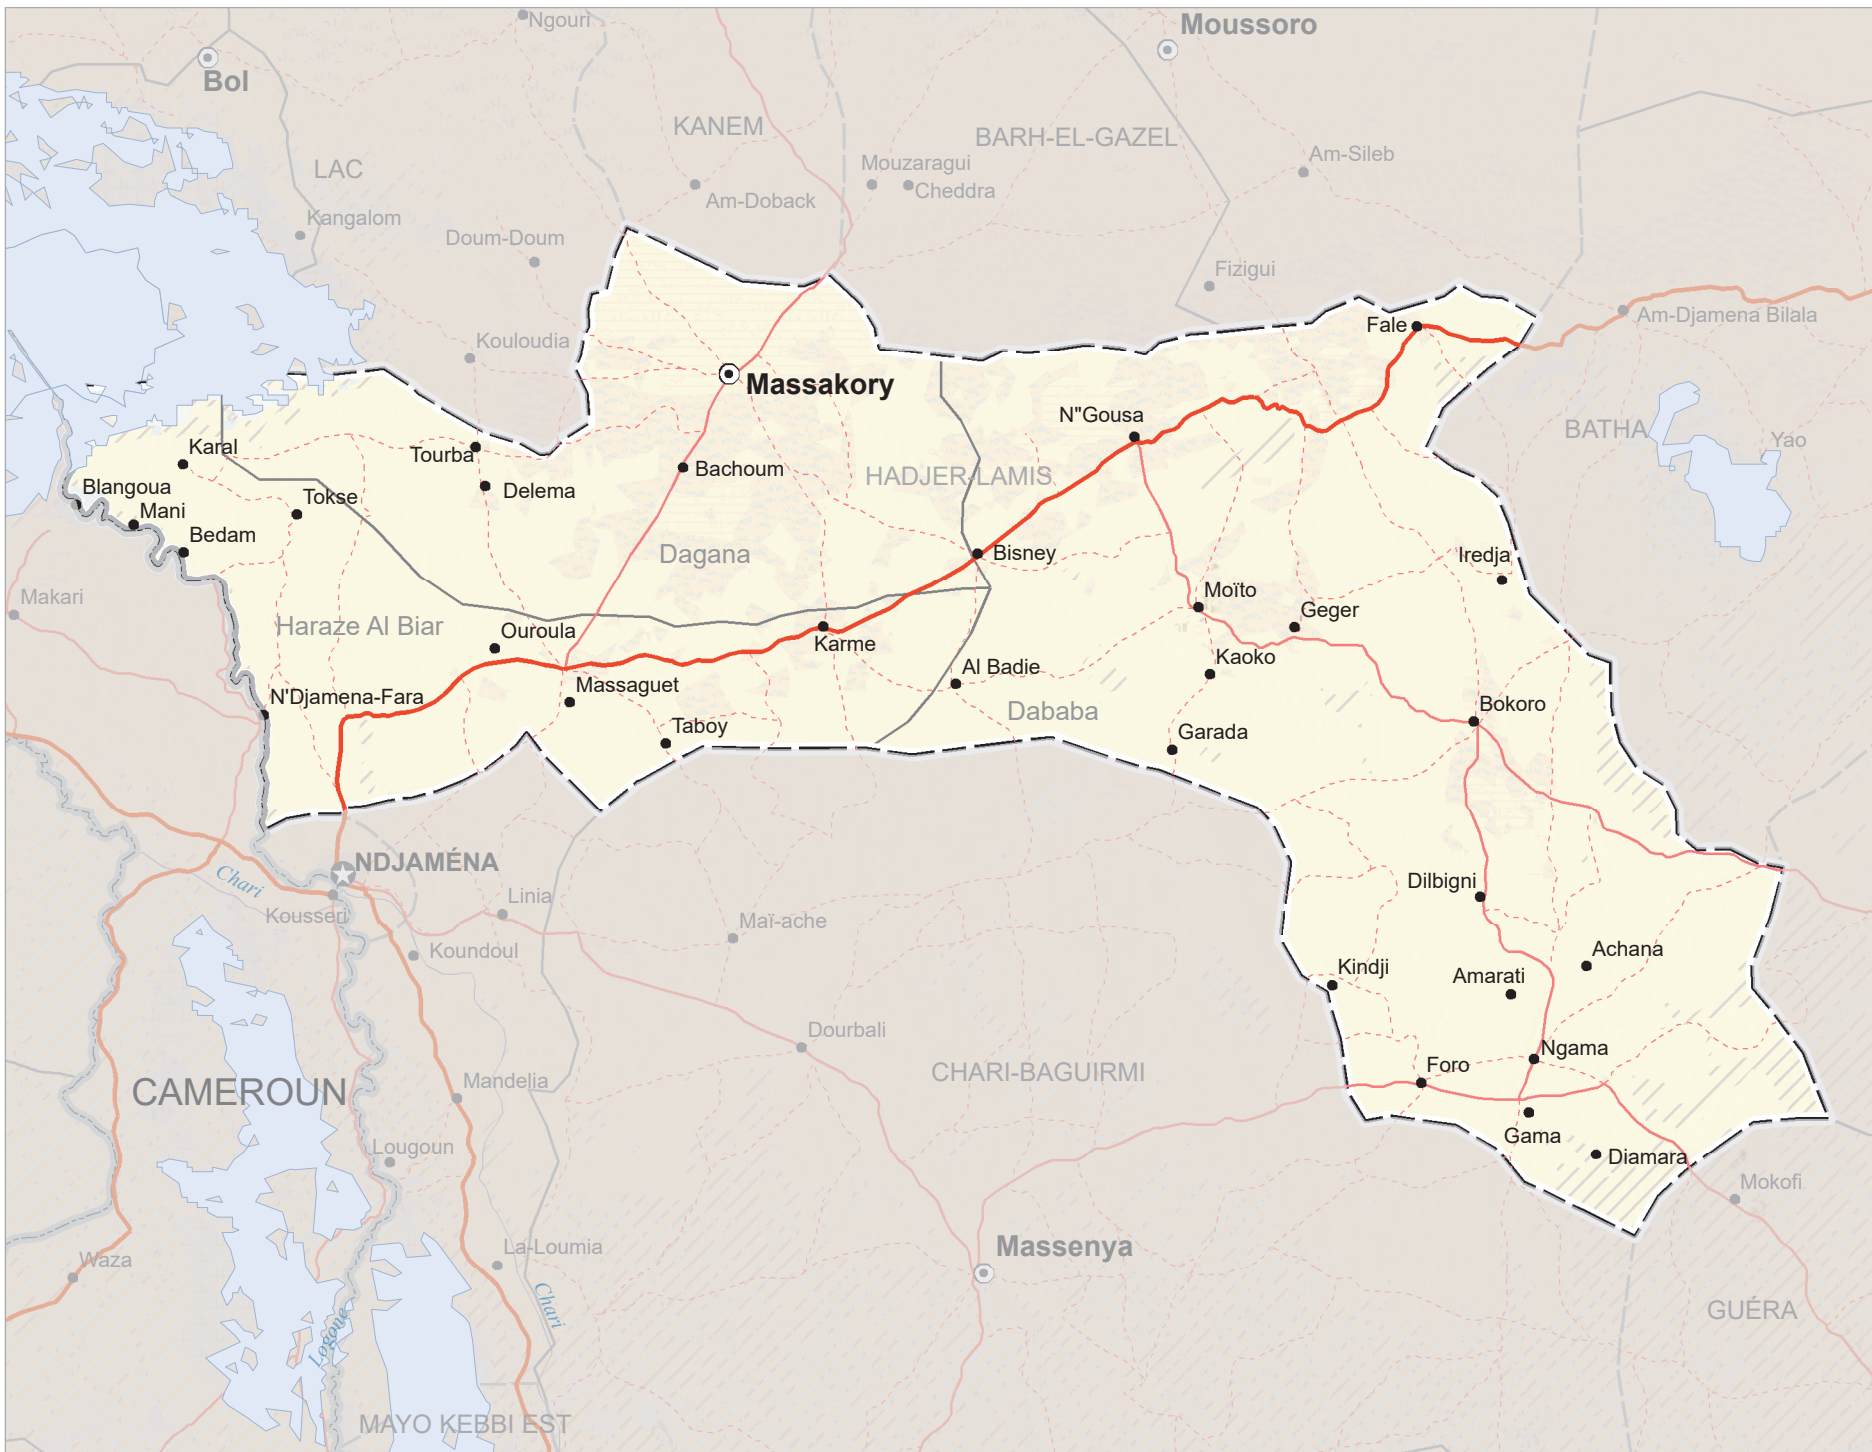 Ngouri
Moussoro
Bol
KANEM
BARH-EL-GAZEL
LAC
Mouzaragui
Am-Sileb
Cheddra
Am-Doback
Kangalom
Doum-Doum
Fizigui
Fale
Am-Djamena Bilala
Kouloudia
Massakory
N"Gousa
BATHA
Yao
Karal
Tourba
Bachoum
HADJER-LAMIS
Blangoua
Tokse
Delema
Mani
Bedam
Dagana
Bisney
Iredja
Makari
Moïto
Geger
Haraze Al Biar
Ouroula
Karme
Kaoko
Al Badie
N'Djamena-Fara
Massaguet
Dababa
Bokoro
Taboy
Garada
NDJAMÉNA
Chari
Linia
Dilbigni
Kousseri
Maï-ache
Koundoul
Achana
Kindji
Amarati
Dourbali
Ngama
Foro
CAMEROUN
Mandelia
CHARI-BAGUIRMI
Gama
Lougoun
Diamara
Mokofi
Waza
La-Loumia
Massenya
Chari
Logone
GUÉRA
MAYO KEBBI EST